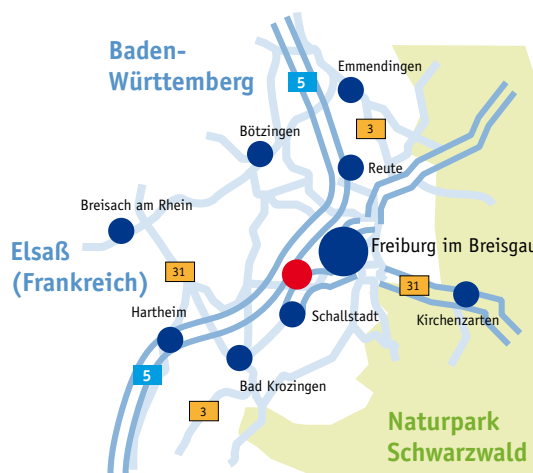 Baden-
Württemberg
Emmendingen
5
3
Bötzingen
Reute
Breisach am Rhein
Elsaß
(Frankreich)
Freiburg im Breisgau
31
31
Hartheim
Schallstadt
Kirchenzarten
5
Bad Krozingen
3
Naturpark
Schwarzwald